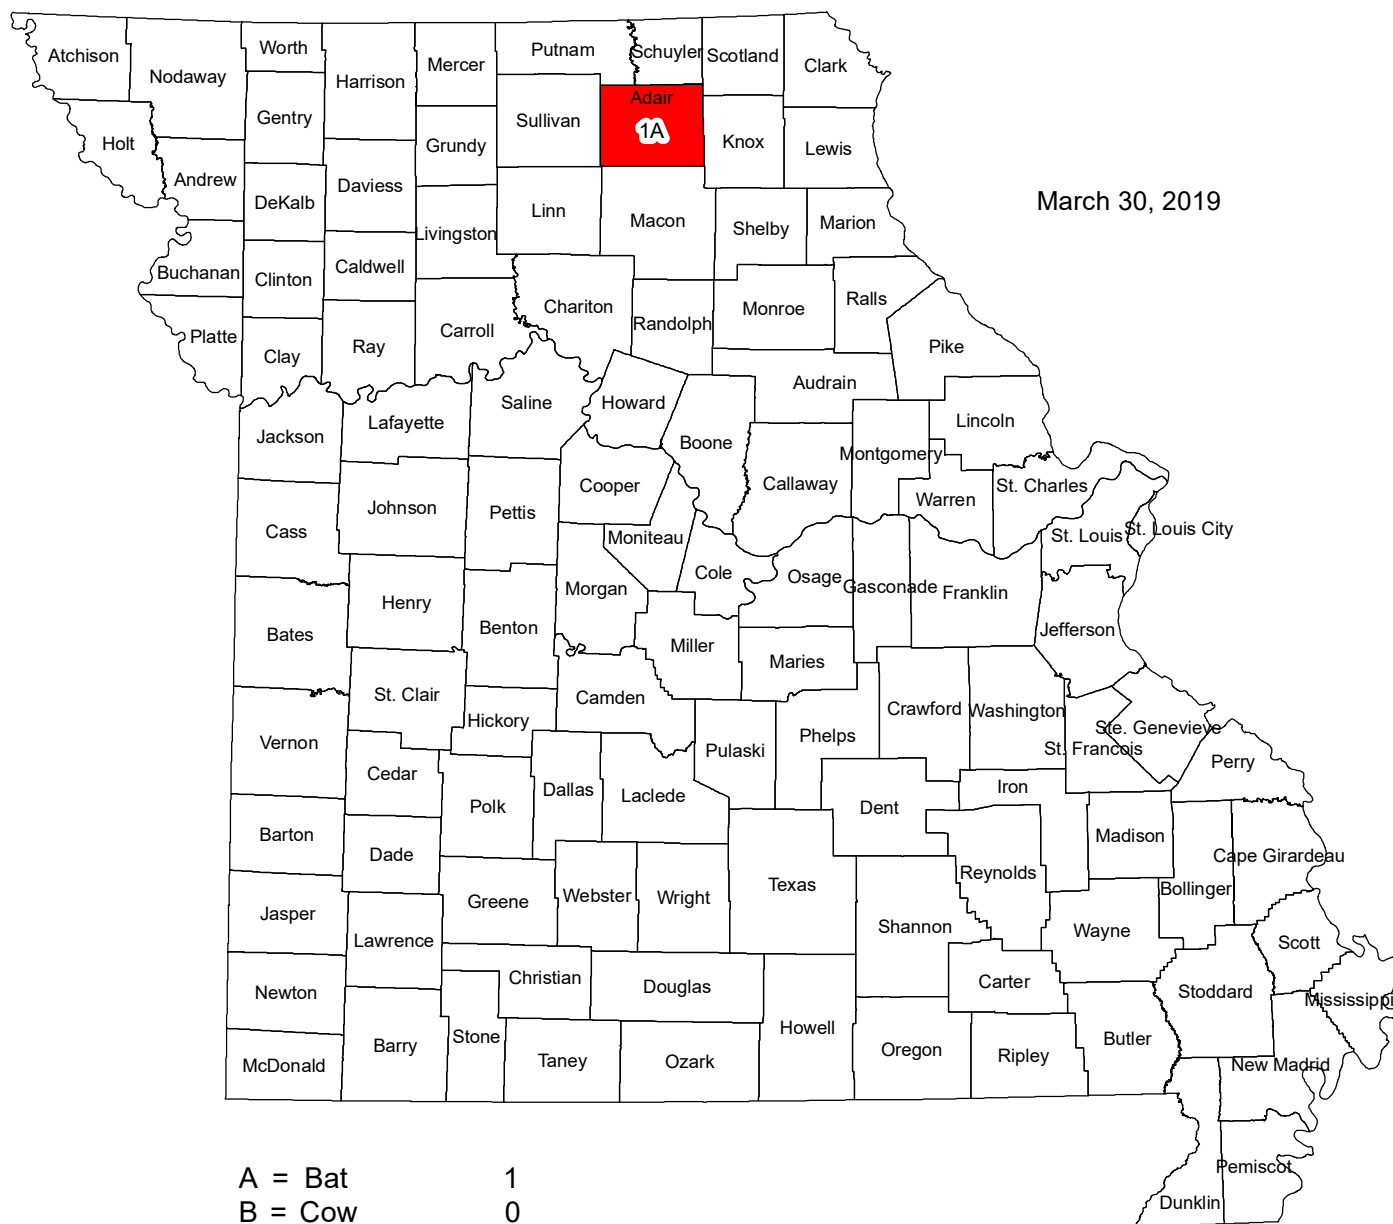 Atchison
Nodaway
Worth
Harrison
Mercer
Putnam
Schuyler
Scotland
Clark
Gentry
Sullivan
Adair
1A
Holt
Grundy
Knox
Lewis
Andrew
DeKalb
Daviess
Linn
Macon
Shelby
Marion
March 30, 2019
Livingston
Buchanan
Clinton
Caldwell
Chariton
Randolph
Monroe
Ralls
Platte
Clay
Ray
Carroll
Pike
Audrain
Saline
Howard
Lincoln
Jackson
Lafayette
Boone
Montgomery
Callaway
Cooper
St. Charles
Warren
Johnson
Pettis
Cass
Moniteau
St. Louis
St. Louis City
Cole
Osage
Gasconade
Franklin
Morgan
Henry
Benton
Bates
Jefferson
Miller
Maries
St. Clair
Camden
Crawford
Washington
Hickory
Ste. Genevieve
Vernon
Pulaski
Phelps
St. Francois
Perry
Cedar
Dallas
Laclede
Iron
Polk
Dent
Barton
Madison
Dade
Cape Girardeau
Texas
Reynolds
Bollinger
Greene
Webster
Wright
Jasper
Shannon
Wayne
Lawrence
Scott
Christian
Douglas
Carter
Stoddard
Newton
Mississippi
Howell
Stone
Barry
Butler
Oregon
Ripley
McDonald
Taney
Ozark
New Madrid
Pemiscot
Dunklin
A = Bat 1
B = Cow 0